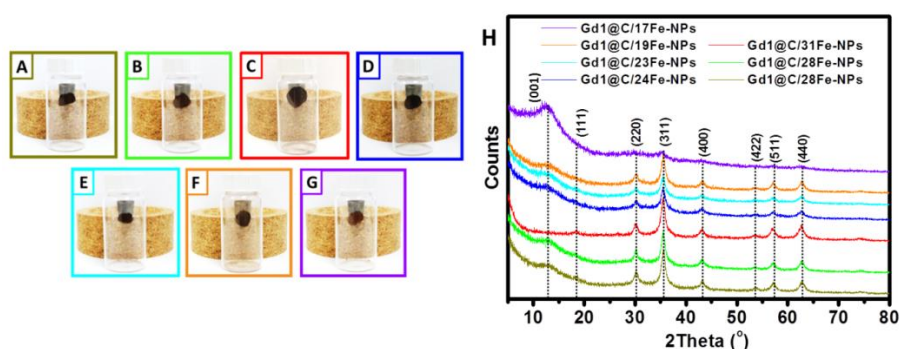 A
B
C
D
E
F
G
H
Gd1@C/17Fe-NPs
Gd1@C/19Fe-NPs
Gd1@C/31Fe-NPs
Gd1@C/23Fe-NPs
Gd1@C/28Fe-NPs
Gd1@C/24Fe-NPs
Gd1@C/28Fe-NPs
(001)
(111)
(220)
(311)
(400)
(422)
(511)
(440)
Counts
10 20 30 40 50 60 70 80
2Theta (°)